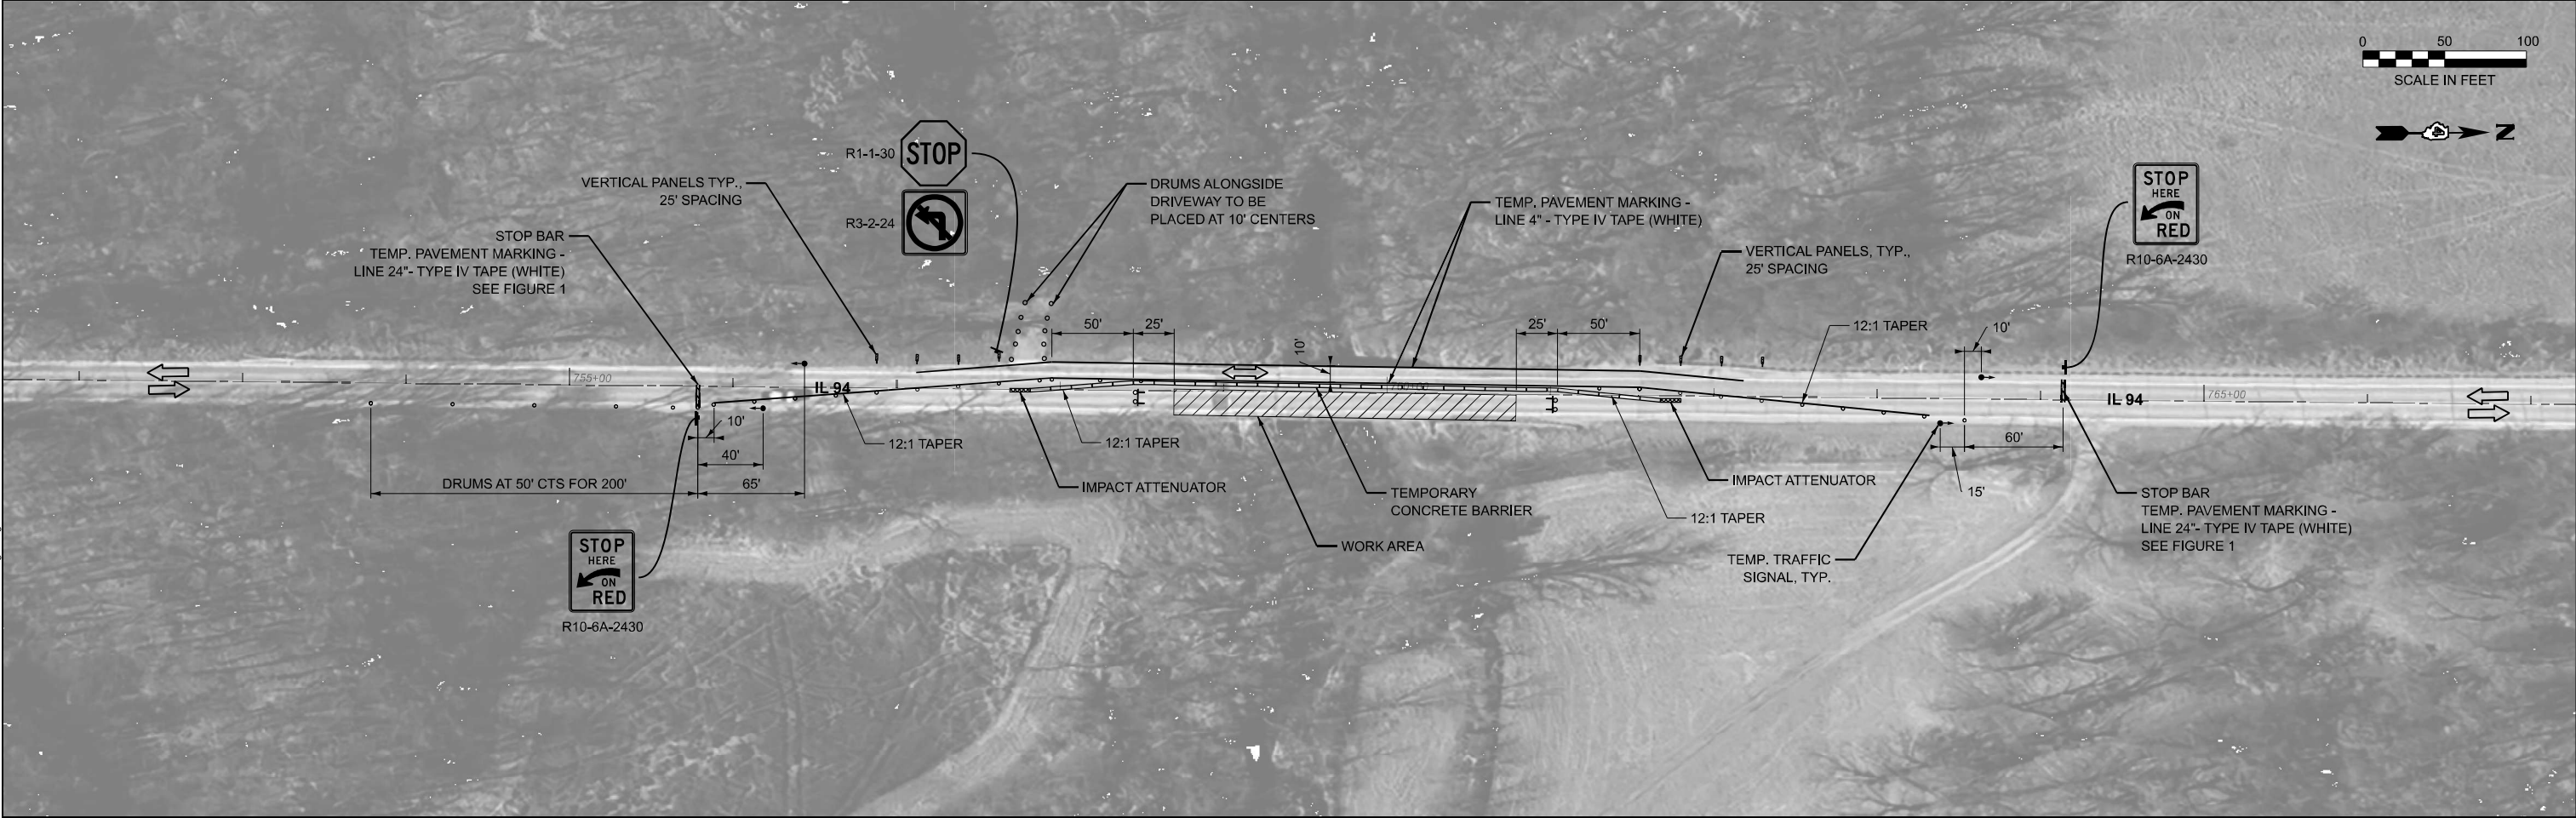 0 50 100
SCALE IN FEET
N
R1-1-30
STOP
R3-2-24
VERTICAL PANELS TYP.,
25' SPACING
DRUMS ALONGSIDE
DRIVEWAY TO BE
PLACED AT 10' CENTERS
TEMP. PAVEMENT MARKING -
LINE 4" - TYPE IV TAPE (WHITE)
STOP
HERE
ON
RED
R10-6A-2430
STOP BAR
TEMP. PAVEMENT MARKING -
LINE 24"- TYPE IV TAPE (WHITE)
SEE FIGURE 1
VERTICAL PANELS, TYP.,
25' SPACING
50'
25'
10'
25'
50'
12:1 TAPER
10'
755+00
IL 94
IL 94
765+00
10'
12:1 TAPER
12:1 TAPER
60'
40'
DRUMS AT 50' CTS FOR 200'
65'
IMPACT ATTENUATOR
TEMPORARY
CONCRETE BARRIER
IMPACT ATTENUATOR
15'
12:1 TAPER
WORK AREA
TEMP. TRAFFIC
SIGNAL, TYP.
STOP BAR
TEMP. PAVEMENT MARKING -
LINE 24"- TYPE IV TAPE (WHITE)
SEE FIGURE 1
STOP
HERE
ON
RED
R10-6A-2430